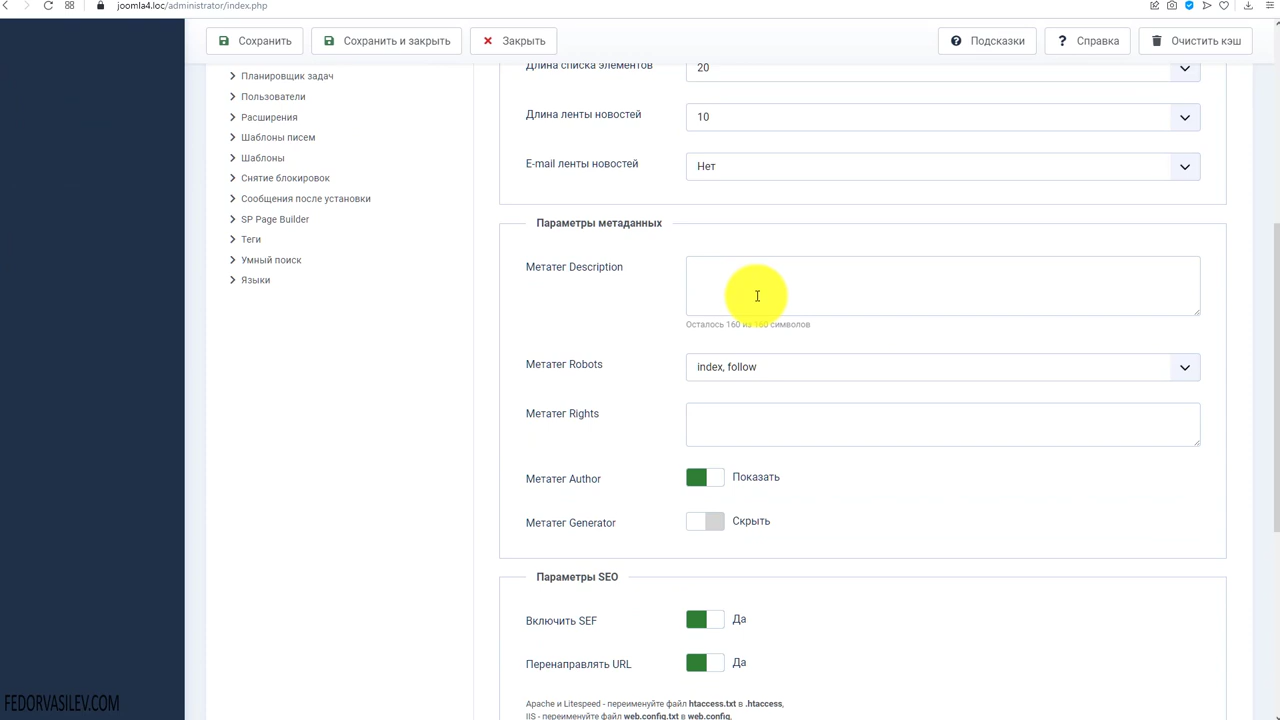 joomla4.loc/administrator/index.php
Сохранить
Сохранить и закрыть
Закрыть
Подсказки
Справка
Очистить кэш
Планировщик задач
Пользователи
Расширения
Шаблоны писем
Шаблоны
Снятие блокировок
Сообщения после установки
SP Page Builder
Теги
Умный поиск
Языки
Длина списка элементов
20
Длина ленты новостей
10
E-mail ленты новостей
Нет
Параметры метаданных
Метатег Description
Осталось 160 из 160 символов
Метатег Robots
index, follow
Метатег Rights
Метатег Author
Показать
Метатег Generator
Скрыть
Параметры SEO
Включить SEF
Да
Перенаправлять URL
Да
Apache и Litespeed - переименуйте файл htaccess.txt в .htaccess,
IIS - переименуйте файл web.config.txt в web.config,
FEDORVASILEV.COM